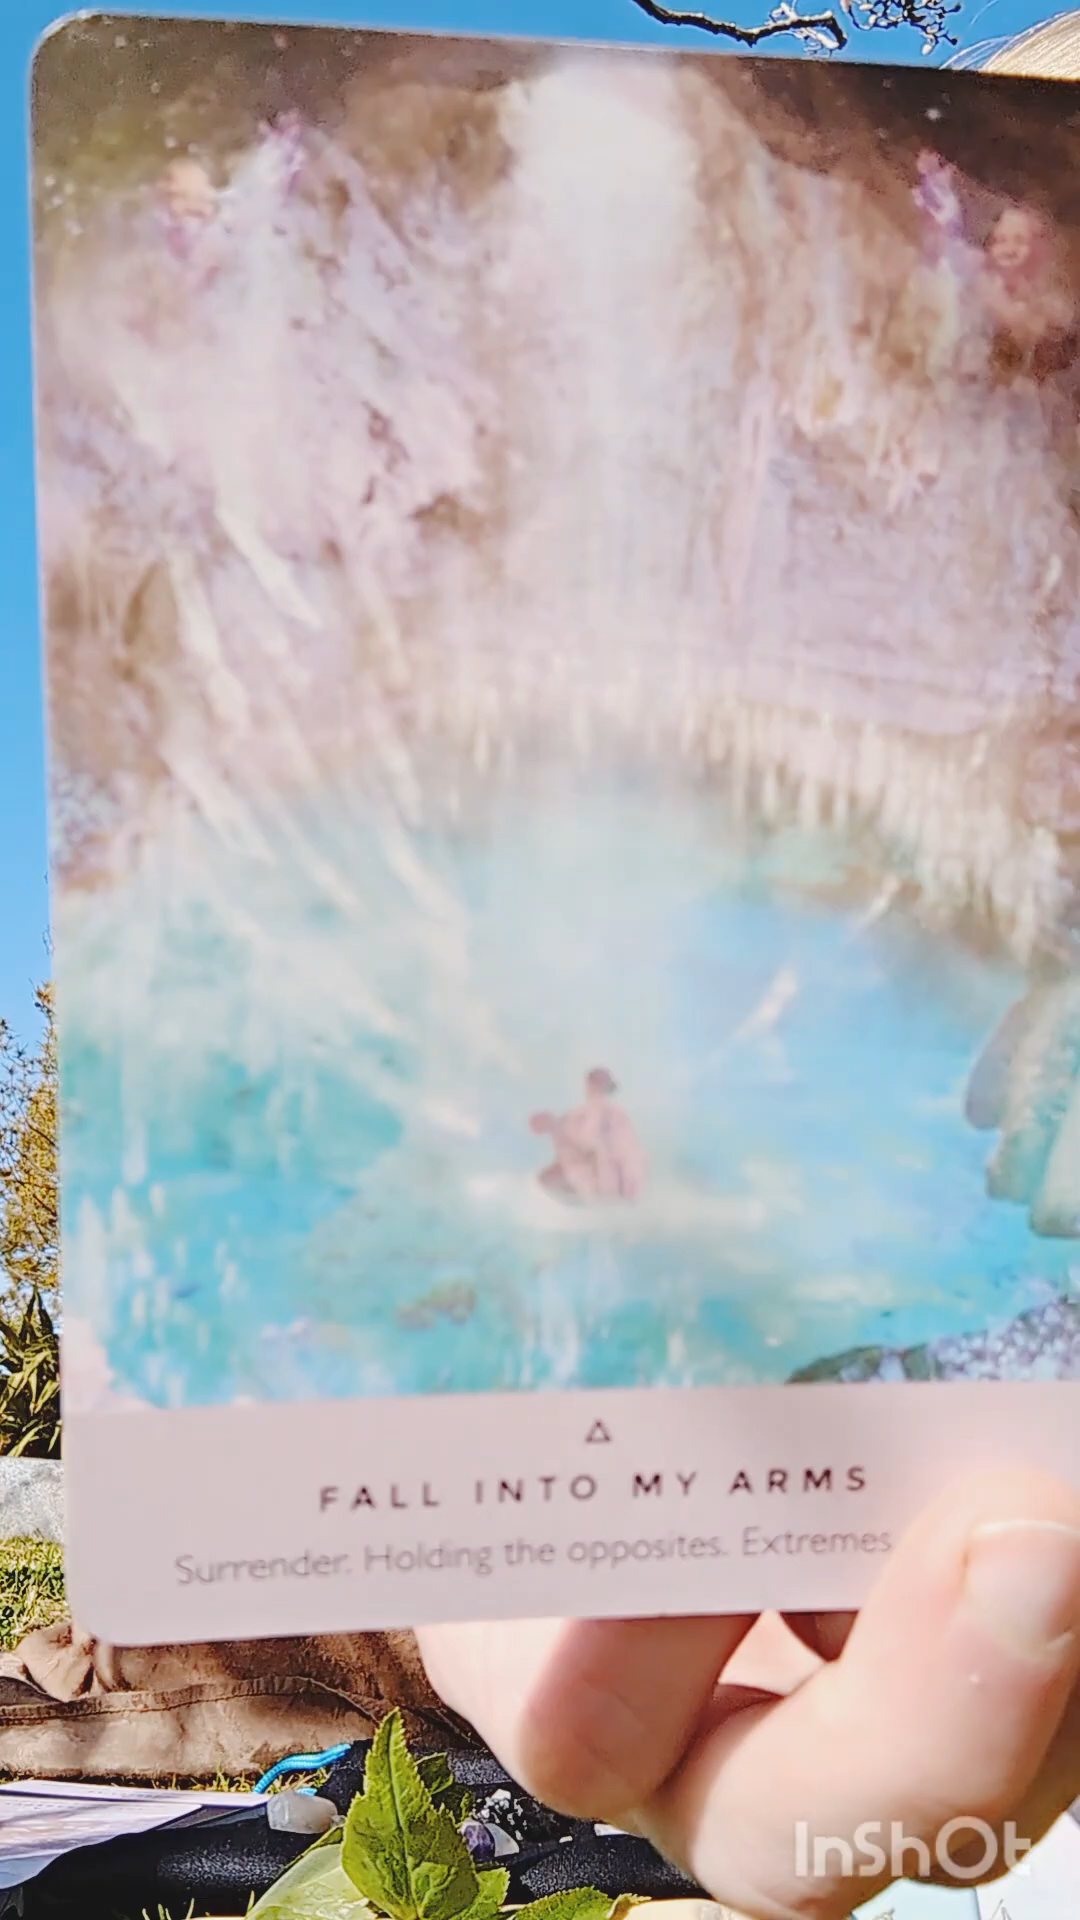 FALL INTO MY ARMS
Surrender. Holding the opposites. Extremes
InShOt